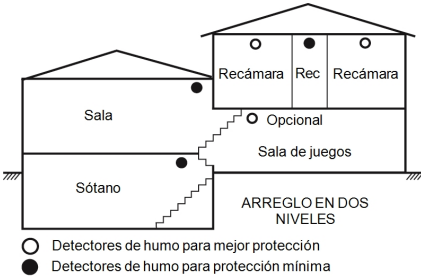 Recámara
Rec
Recámara
Sala
Opcional
Sala de juegos
Sótano
ARREGLO EN DOS
NIVELES
Detectores de humo para mejor protección
Detectores de humo para protección mínima